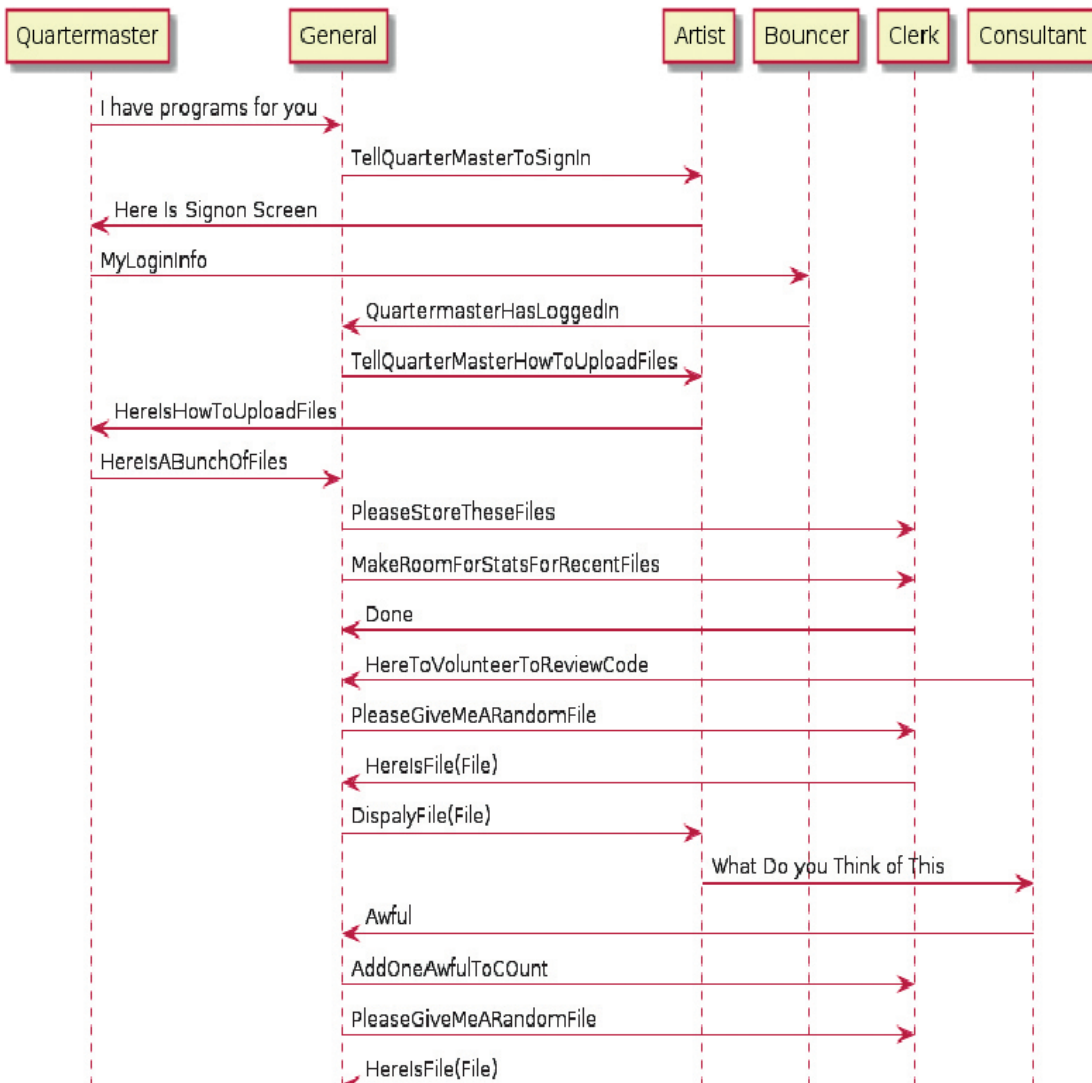 Quartermaster General Artist Bouncer Clerk Consultant
I have programs for you
TellQuarterMasterToSignIn
Here Is Signon Screen
MyLoginInfo
QuartermasterHasLoggedIn
TellQuarterMasterHowToUploadFiles
HereIsHowToUploadFiles
HereIsABunchOfFiles
PleaseStoreTheseFiles
MakeRoomForStatsForRecentFiles
Done
HereToVolunteerToReviewCode
PleaseGiveMeARandomFile
HereIsFile(File)
DispalyFile(File)
What Do you Think of This
Awful
AddOneAwfulToCOunt
PleaseGiveMeARandomFile
HereIsFile(File)